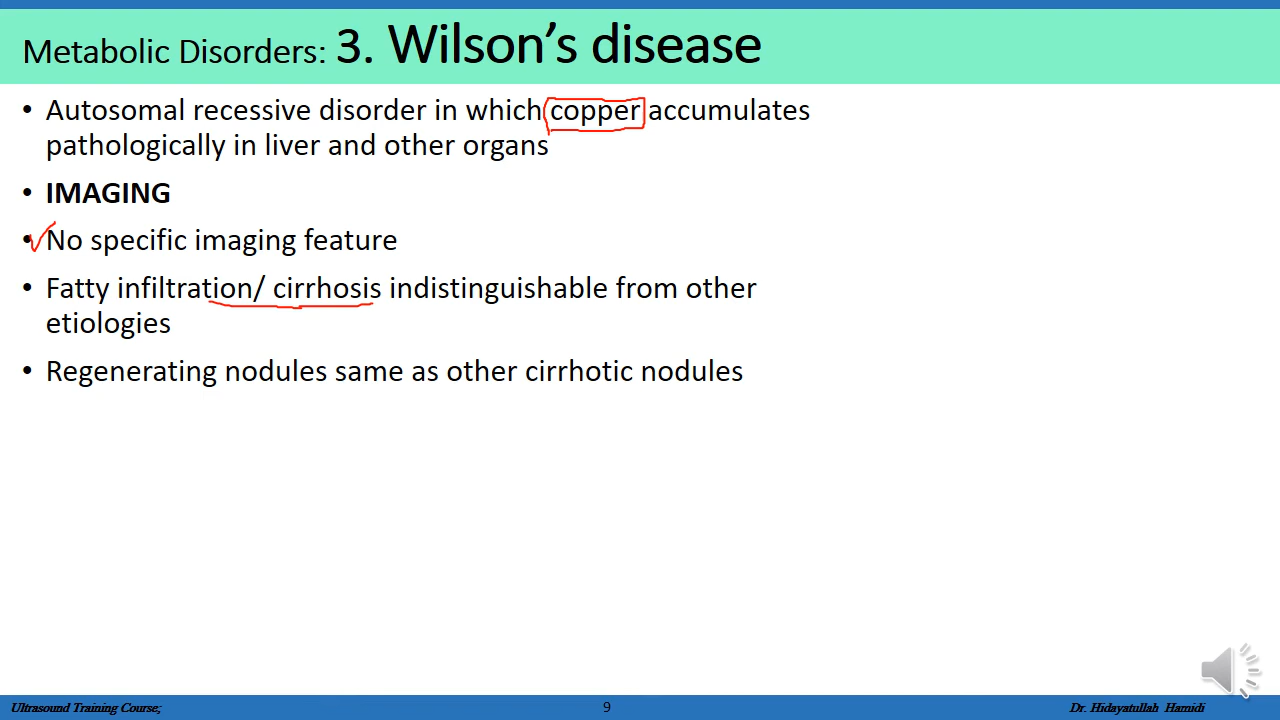 Metabolic Disorders: 3. Wilson’s disease
• Autosomal recessive disorder in which copper accumulates
pathologically in liver and other organs
• IMAGING
• No specific imaging feature
• Fatty infiltration/ cirrhosis indistinguishable from other
etiologies
• Regenerating nodules same as other cirrhotic nodules
Ultrasound Training Course; 9 Dr. Hidayatullah Hamidi